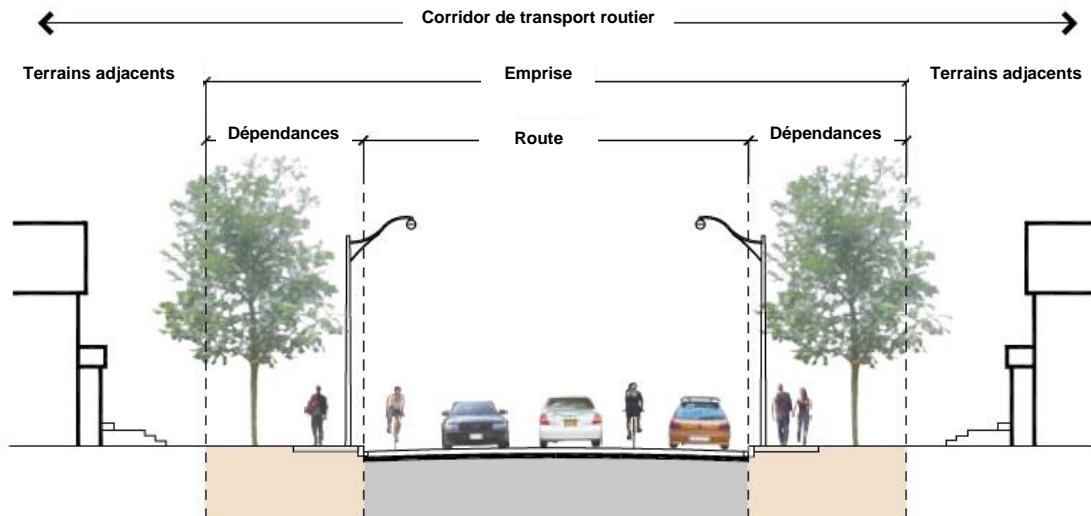 Corridor de transport routier
Terrains adjacents
Emprise
Terrains adjacents
Dépendances
Route
Dépendances